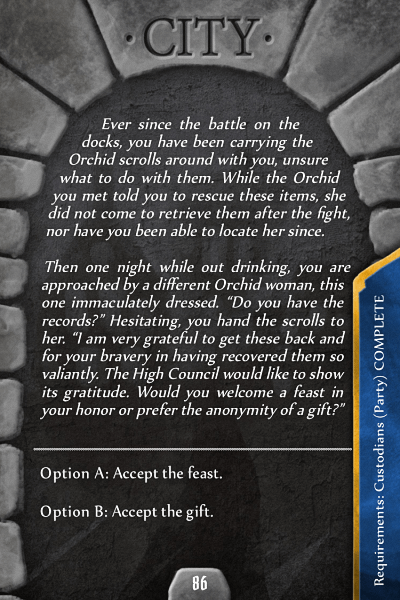 · CITY ·
Ever since the battle on the
docks, you have been carrying the
Orchid scrolls around with you, unsure
what to do with them. While the Orchid
you met told you to rescue these items, she
did not come to retrieve them after the fight,
nor have you been able to locate her since.
Then one night while out drinking, you are
approached by a different Orchid woman, this
one immaculately dressed. “Do you have the
records?” Hesitating, you hand the scrolls to
her. “I am very grateful to get these back and
for your bravery in having recovered them so
valiantly. The High Council would like to show
its gratitude. Would you welcome a feast in
your honor or prefer the anonymity of a gift?”
Option A: Accept the feast.
Option B: Accept the gift.
Requirements: Custodians (Party) COMPLETE
86